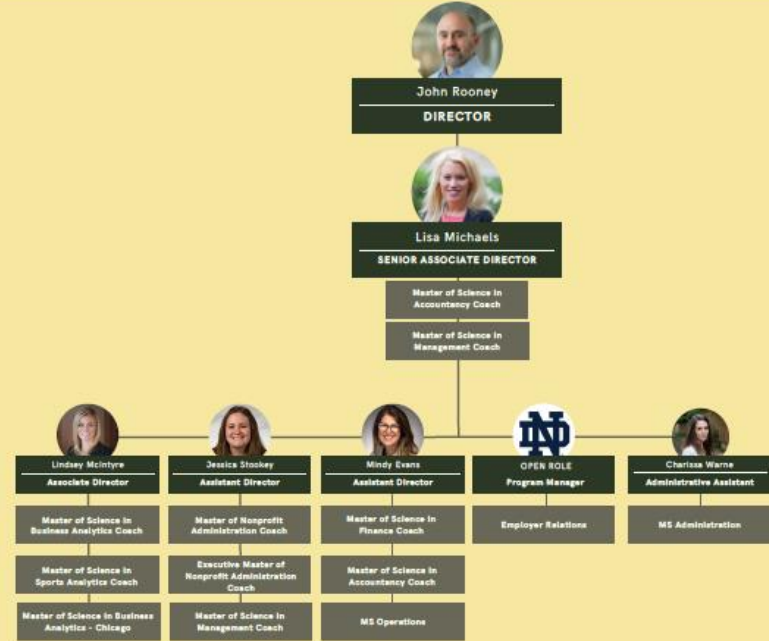 John Rooney
DIRECTOR
Lisa Michaels
SENIOR ASSOCIATE DIRECTOR
Master of Science in
Accountancy Coach
Master of Science in
Management Coach
ND
Lindsey McIntyre
Associate Director
Master of Science in
Business Analytics Coach
Master of Science in
Sports Analytics Coach
Master of Science in Business
Analytics - Chicago
Jessica Stookey
Assistant Director
Master of Nonprofit
Administration Coach
Executive Master of
Nonprofit Administration
Coach
Master of Science in
Management Coach
Mindy Evans
Assistant Director
Master of Science in
Finance Coach
Master of Science in
Accountancy Coach
MS Operations
OPEN ROLE
Program Manager
Employer Relations
Charissa Warne
Administrative Assistant
MS Administration